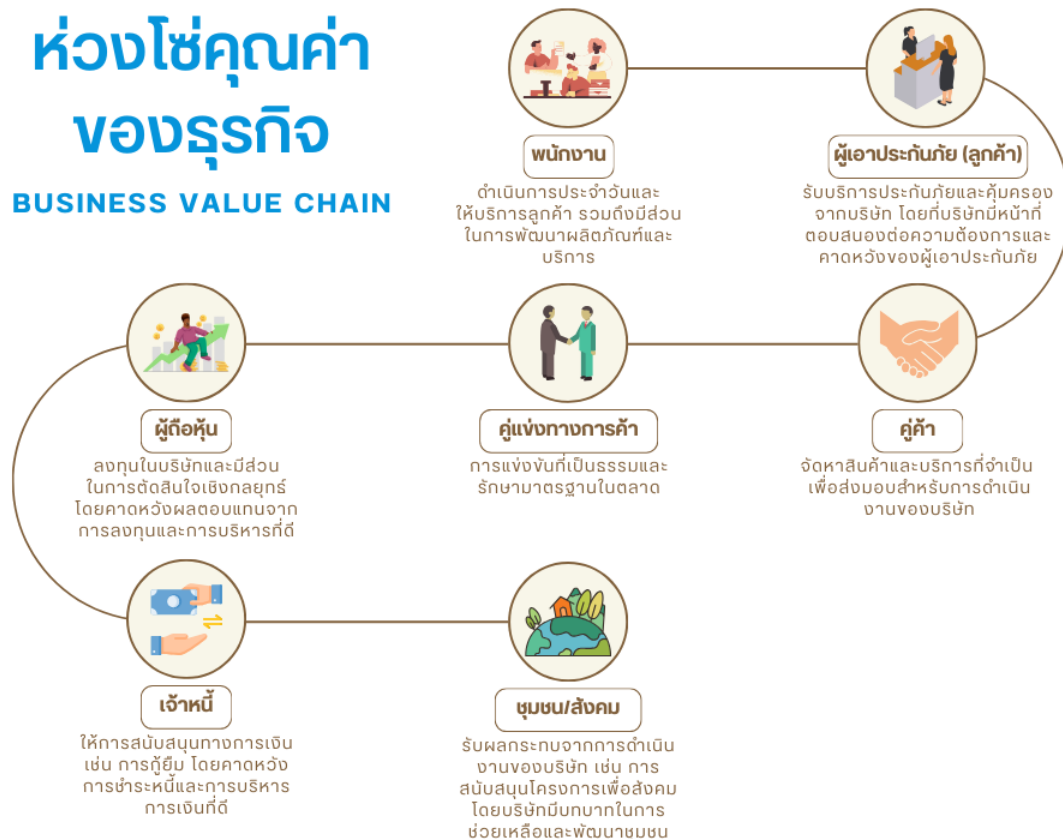 ห่วงโซ่คุณค่า
ของธุรกิจ
BUSINESS VALUE CHAIN
พนักงาน
ดำเนินการประจำวันและ
ให้บริการลูกค้า รวมถึงมีส่วน
ในการพัฒนาผลิตภัณฑ์และ
บริการ
ผู้เอาประกันภัย (ลูกค้า)
รับบริการประกันภัยและคุ้มครอง
จากบริษัท โดยที่บริษัทมีหน้าที่
ตอบสนองต่อความต้องการและ
คาดหวังของผู้เอาประกันภัย
ผู้ถือหุ้น
ลงทุนในบริษัทและมีส่วน
ในการตัดสินใจเชิงกลยุทธ์
โดยคาดหวังผลตอบแทนจาก
การลงทุนและการบริหารที่ดี
คู่แข่งทางการค้า
การแข่งขันที่เป็นธรรมและ
รักษามาตรฐานในตลาด
คู่ค้า
จัดหาสินค้าและบริการที่จำเป็น
เพื่อส่งมอบสำหรับการดำเนิน
งานของบริษัท
เจ้าหนี้
ให้การสนับสนุนทางการเงิน
เช่น การกู้ยืม โดยคาดหวัง
การชำระหนี้และการบริหาร
การเงินที่ดี
ชุมชน/สังคม
รับผลกระทบจากการดำเนิน
งานของบริษัท เช่น การ
สนับสนุนโครงการเพื่อสังคม
โดยบริษัทมีบทบาทในการ
ช่วยเหลือและพัฒนาชุมชน